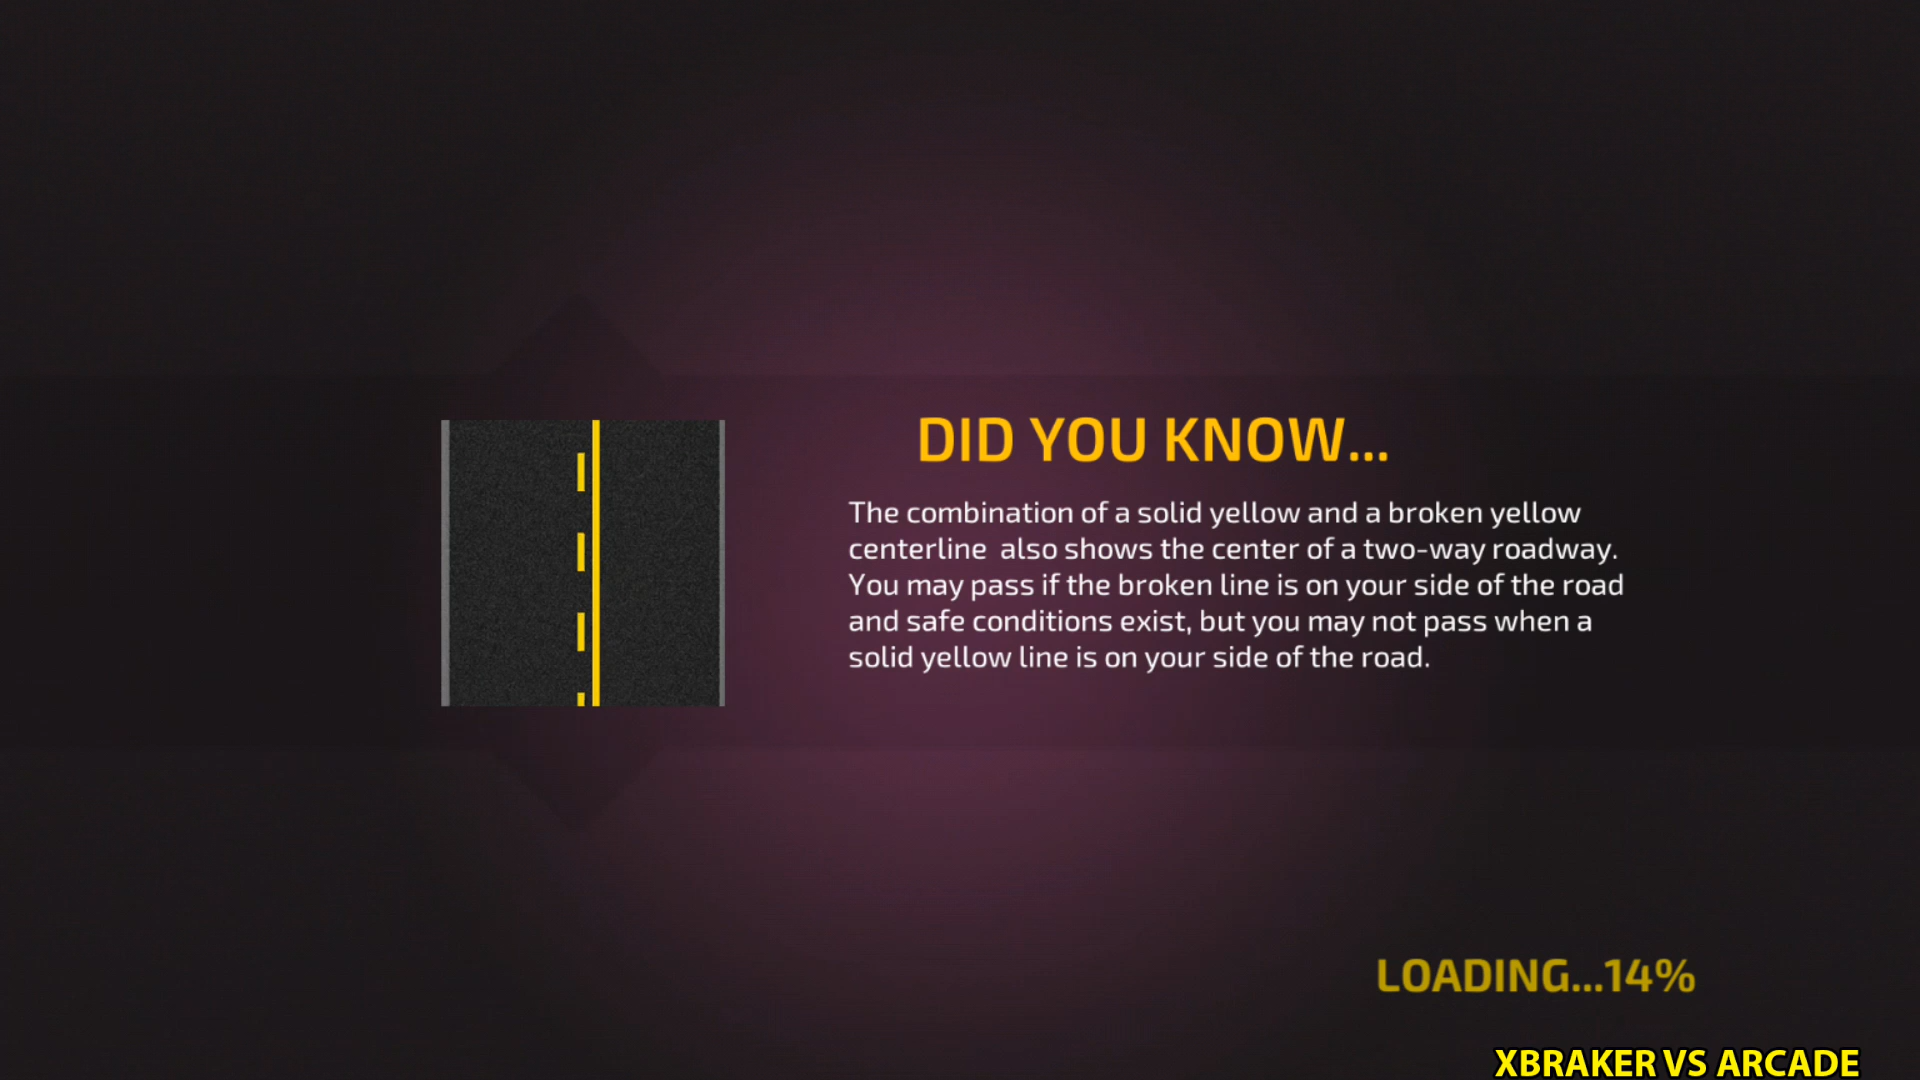 DID YOU KNOW...
The combination of a solid yellow and a broken yellow
centerline  also shows the center of a two-way roadway.
You may pass if the broken line is on your side of the road
and safe conditions exist, but you may not pass when a
solid yellow line is on your side of the road.
LOADING...14%
XBRAKER VS ARCADE